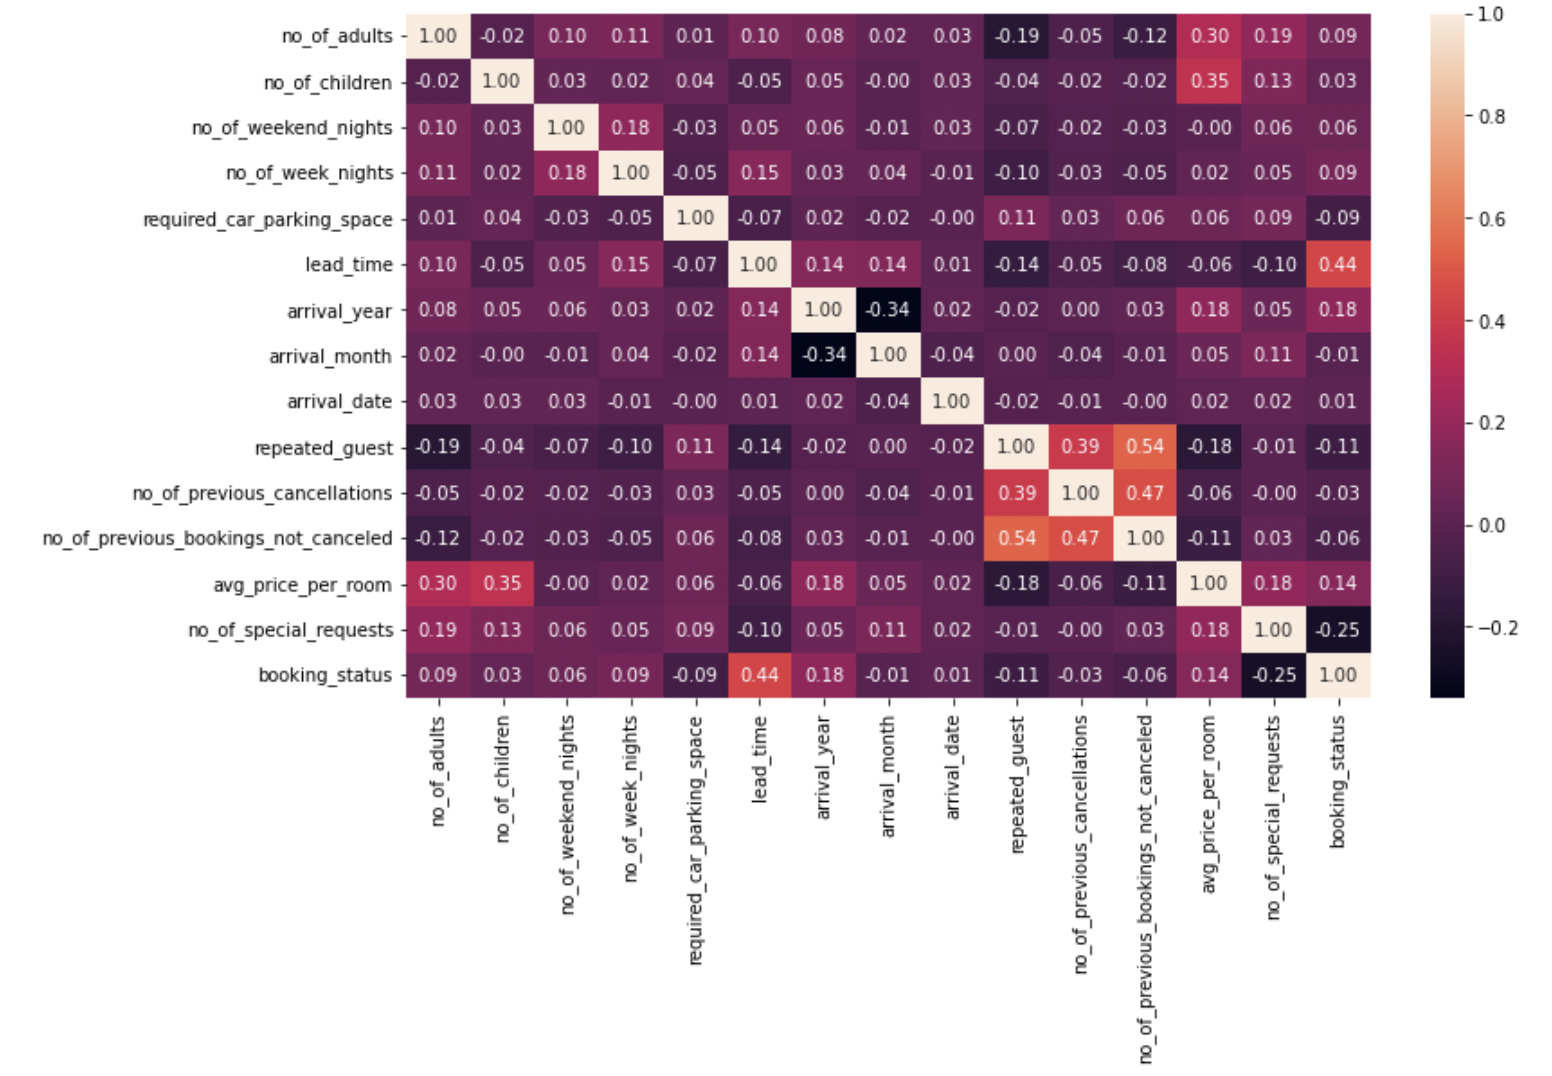 1.0
no_of_adults 1.00 -0.02 0.10 0.11 0.01 0.10 0.08 0.02 0.03 -0.19 -0.05 -0.12 0.30 0.19 0.09
no_of_children -0.02 1.00 0.03 0.02 0.04 -0.05 0.05 -0.00 0.03 -0.04 -0.02 -0.02 0.35 0.13 0.03
0.8
no_of_weekend_nights 0.10 0.03 1.00 0.18 -0.03 0.05 0.06 -0.01 0.03 -0.07 -0.02 -0.03 -0.00 0.06 0.06
no_of_week_nights 0.11 0.02 0.18 1.00 -0.05 0.15 0.03 0.04 -0.01 -0.10 -0.03 -0.05 0.02 0.05 0.09
required_car_parking_space 0.01 0.04 -0.03 -0.05 1.00 -0.07 0.02 -0.02 -0.00 0.11 0.03 0.06 0.06 0.09 -0.09
0.6
lead_time 0.10 -0.05 0.05 0.15 -0.07 1.00 0.14 0.14 0.01 -0.14 -0.05 -0.08 -0.06 -0.10 0.44
arrival_year 0.08 0.05 0.06 0.03 0.02 0.14 1.00 -0.34 0.02 -0.02 0.00 0.03 0.18 0.05 0.18
0.4
arrival_month 0.02 -0.00 -0.01 0.04 -0.02 0.14 -0.34 1.00 -0.04 0.00 -0.04 -0.01 0.05 0.11 -0.01
arrival_date 0.03 0.03 0.03 -0.01 -0.00 0.01 0.02 -0.04 1.00 -0.02 -0.01 -0.00 0.02 0.02 0.01
0.2
repeated_guest -0.19 -0.04 -0.07 -0.10 0.11 -0.14 -0.02 0.00 -0.02 1.00 0.39 0.54 -0.18 -0.01 -0.11
no_of_previous_cancellations -0.05 -0.02 -0.02 -0.03 0.03 -0.05 0.00 -0.04 -0.01 0.39 1.00 0.47 -0.06 -0.00 -0.03
0.0
no_of_previous_bookings_not_canceled -0.12 -0.02 -0.03 -0.05 0.06 -0.08 0.03 -0.01 -0.00 0.54 0.47 1.00 -0.11 0.03 -0.06
avg_price_per_room 0.30 0.35 -0.00 0.02 0.06 -0.06 0.18 0.05 0.02 -0.18 -0.06 -0.11 1.00 0.18 0.14
no_of_special_requests 0.19 0.13 0.06 0.05 0.09 -0.10 0.05 0.11 0.02 -0.01 -0.00 0.03 0.18 1.00 -0.25
−0.2
booking_status 0.09 0.03 0.06 0.09 -0.09 0.44 0.18 -0.01 0.01 -0.11 -0.03 -0.06 0.14 -0.25 1.00
no_of_adults
no_of_children
no_of_weekend_nights
no_of_week_nights
required_car_parking_space
lead_time
arrival_year
arrival_month
arrival_date
repeated_guest
no_of_previous_cancellations
no_of_previous_bookings_not_canceled
avg_price_per_room
no_of_special_requests
booking_status